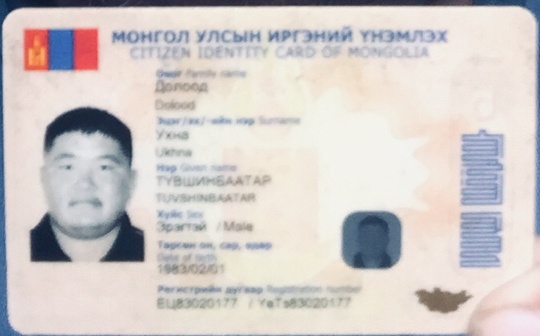 МОНГОЛ УЛСЫН ИРГЭНИЙ ҮНЭМЛЭХ
CITIZEN IDENTITY CARD OF MONGOLIA
Овог Family name
Долоод
Dolood
Эцэг/эх/-ийн нэр Surname
Ухна
Ukhna
Нэр Given name
ТҮВШИНБААТАР
TUVSHINBAATAR
Хүйс Sex
Эрэгтэй / Male
Төрсөн он, сар, өдөр
Date of birth
1983/02/01
Регистрийн дугаар Registration number
ЕЦ83020177 / YeTs83020177